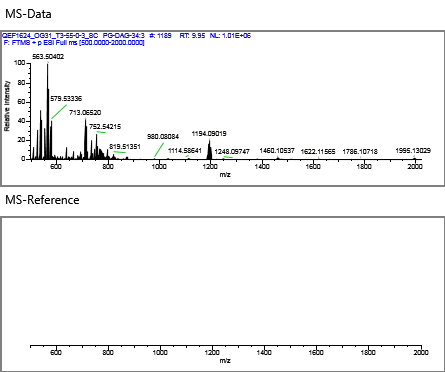 MS-Data
QEF1624_OG31_T3-55-0-3_SC PG-DAG-34:3 #: 1189 RT: 9.95 NL: 1.01E+06
F: FTMS + p ESI Full ms [500.0000-2000.0000]
Relative Intensity
100
80
60
40
20
0
563.50402
579.53336
713.06520
752.54215
819.51351
980.08084
1114.58641
1194.09019
1248.09747
1460.10537
1622.11565
1786.10718
1995.13029
600 800 1000 1200 1400 1600 1800 2000
m/z
MS-Reference
600 800 1000 1200 1400 1600 1800 2000
m/z